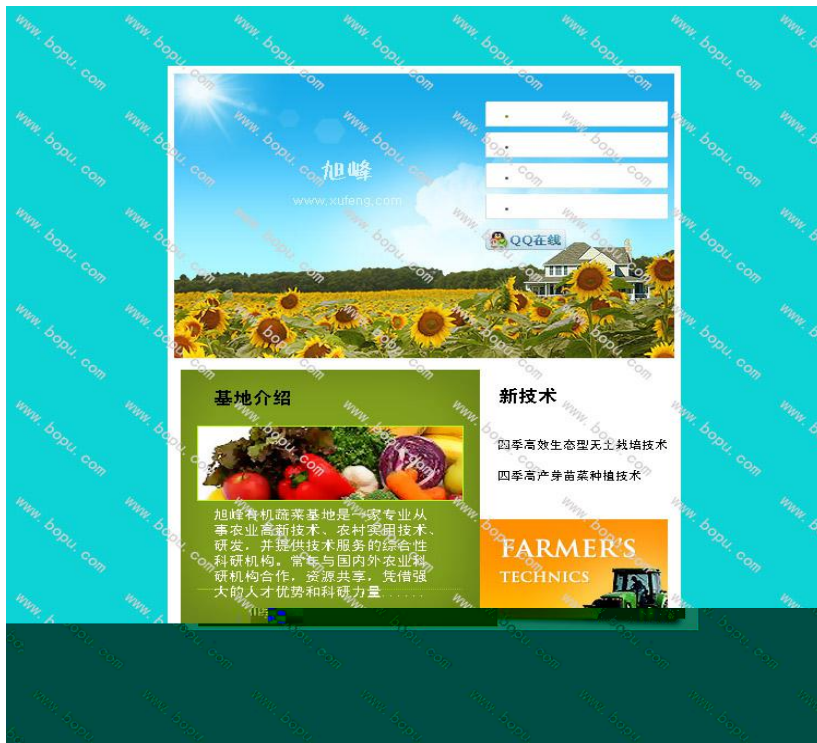 旭峰
www.xufeng.com
QQ在线
基地介绍
旭峰有机蔬菜基地是一家专业从
事农业高新技术、农村实用技术、
研发，并提供技术服务的综合性
科研机构。常年与国内外农业科
研机构合作，资源共享，凭借强
大的人才优势和科研力量......
新技术
四季高效生态型无土栽培技术
四季高产芽苗菜种植技术
FARMER'S
TECHNICS
www.bopu.com